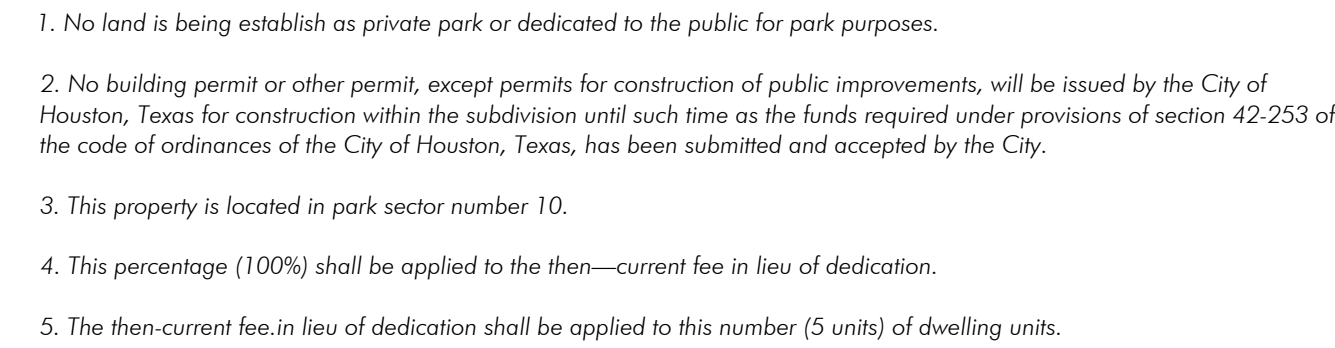 1. No land is being establish as private park or dedicated to the public for park purposes.
2. No building permit or other permit, except permits for construction of public improvements, will be issued by the City of
Houston, Texas for construction within the subdivision until such time as the funds required under provisions of section 42-253 of
the code of ordinances of the City of Houston, Texas, has been submitted and accepted by the City.
3. This property is located in park sector number 10.
4. This percentage (100%) shall be applied to the then—current fee in lieu of dedication.
5. The then-current fee.in lieu of dedication shall be applied to this number (5 units) of dwelling units.